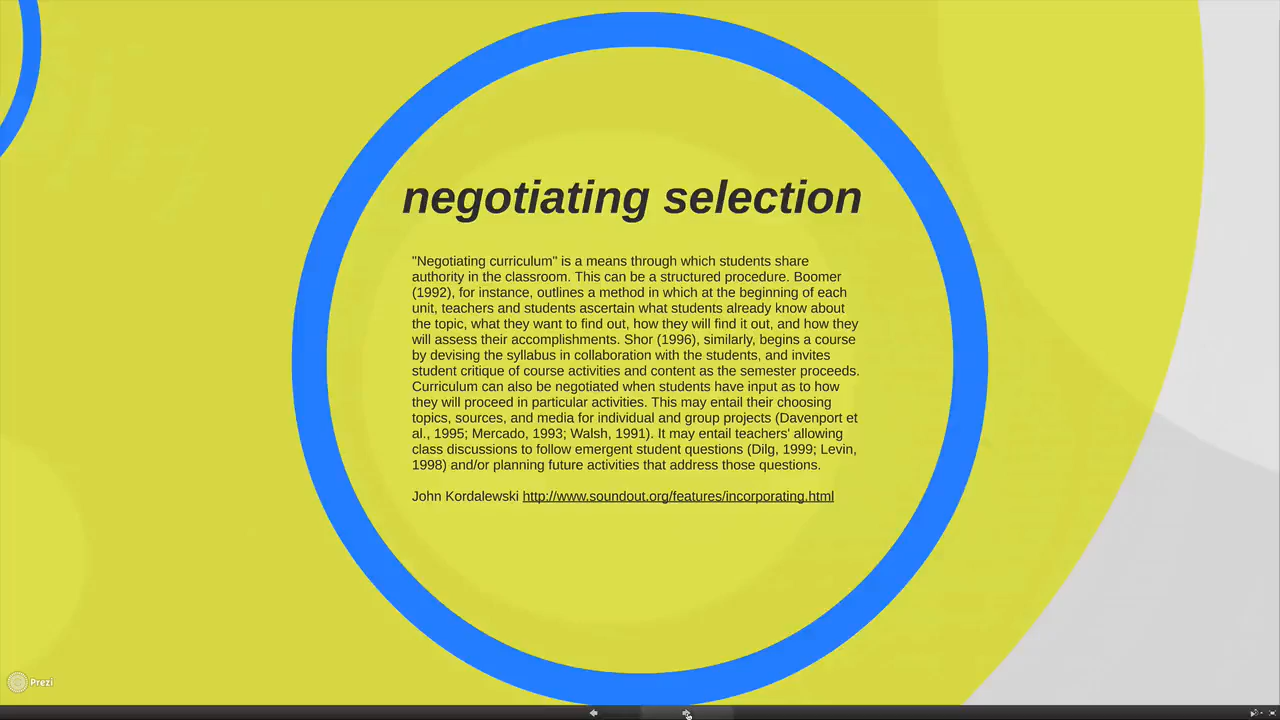 negotiating selection
"Negotiating curriculum" is a means through which students share
authority in the classroom. This can be a structured procedure. Boomer
(1992), for instance, outlines a method in which at the beginning of each
unit, teachers and students ascertain what students already know about
the topic, what they want to find out, how they will find it out, and how they
will assess their accomplishments. Shor (1996), similarly, begins a course
by devising the syllabus in collaboration with the students, and invites
student critique of course activities and content as the semester proceeds.
Curriculum can also be negotiated when students have input as to how
they will proceed in particular activities. This may entail their choosing
topics, sources, and media for individual and group projects (Davenport et
al., 1995; Mercado, 1993; Walsh, 1991). It may entail teachers' allowing
class discussions to follow emergent student questions (Dilg, 1999; Levin,
1998) and/or planning future activities that address those questions.
John Kordalewski http://www.soundout.org/features/incorporating.html
Prezi